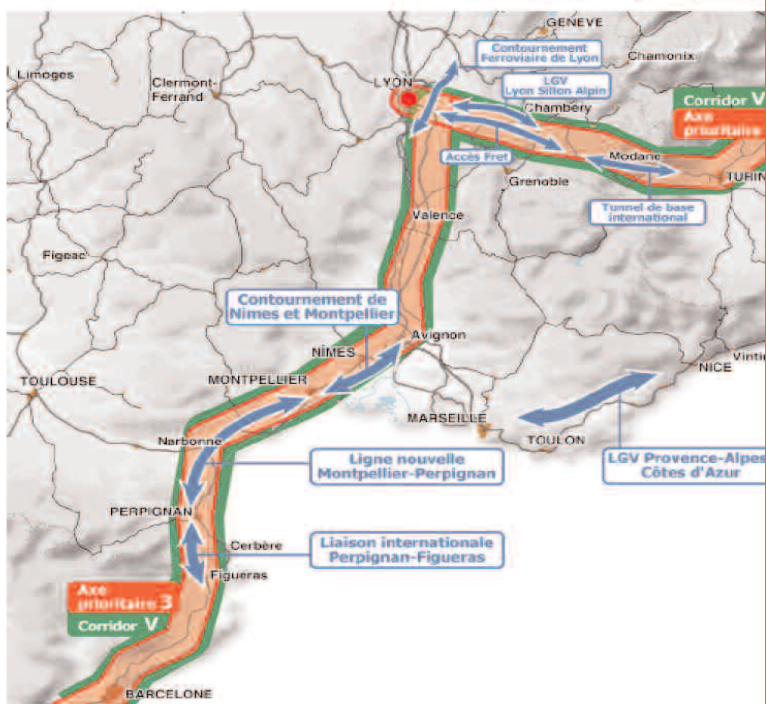 GENEVE
Contournement
Ferroviaire de Lyon
Chamonix
Limoges
Clermont-
Ferrand
LYON
LGV
Lyon Sillon Alpin
Chambéry
Corridor V
Axe
prioritaire
Accès Fret
Modane
Grenoble
TURIN
Tunnel de base
international
Valence
Figeac
Contournement de
Nimes et Montpellier
Avignon
NÎMES
NICE
Vintim
TOULOUSE
MONTPELLIER
MARSEILLE
TOULON
Narbonne
Ligne nouvelle
Montpellier-Perpignan
LGV Provence-Alpes
Côtes d'Azur
PERPIGNAN
Cerbère
Liaison internationale
Perpignan-Figueras
Figueras
Axe
prioritaire 3
Corridor V
BARCELONE